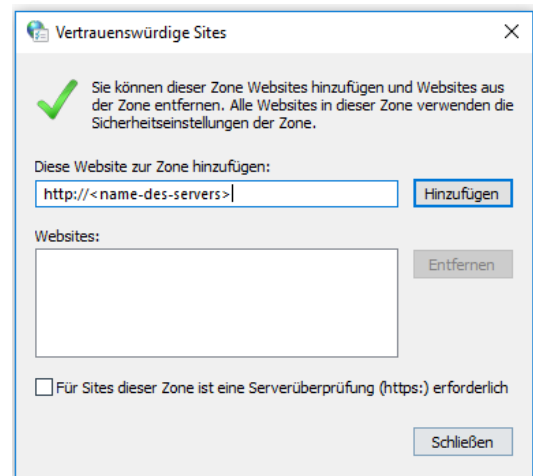 Vertrauenswürdige Sites
Sie können dieser Zone Websites hinzufügen und Websites aus
der Zone entfernen. Alle Websites in dieser Zone verwenden die
Sicherheitseinstellungen der Zone.
Diese Website zur Zone hinzufügen:
http://<name-des-servers>
Hinzufügen
Websites:
Entfernen
Für Sites dieser Zone ist eine Serverüberprüfung (https:) erforderlich
Schließen